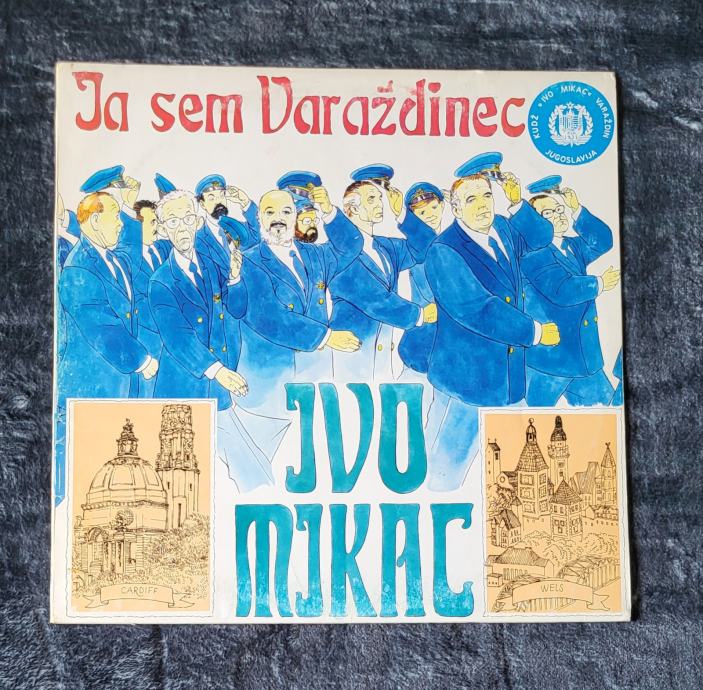 Ja sem Varaždinec
KUDŽ "IVO MIKAC" VARAŽDIN
JUGOSLAVIJA
IVO
MIKAC
CARDIFF
WELS